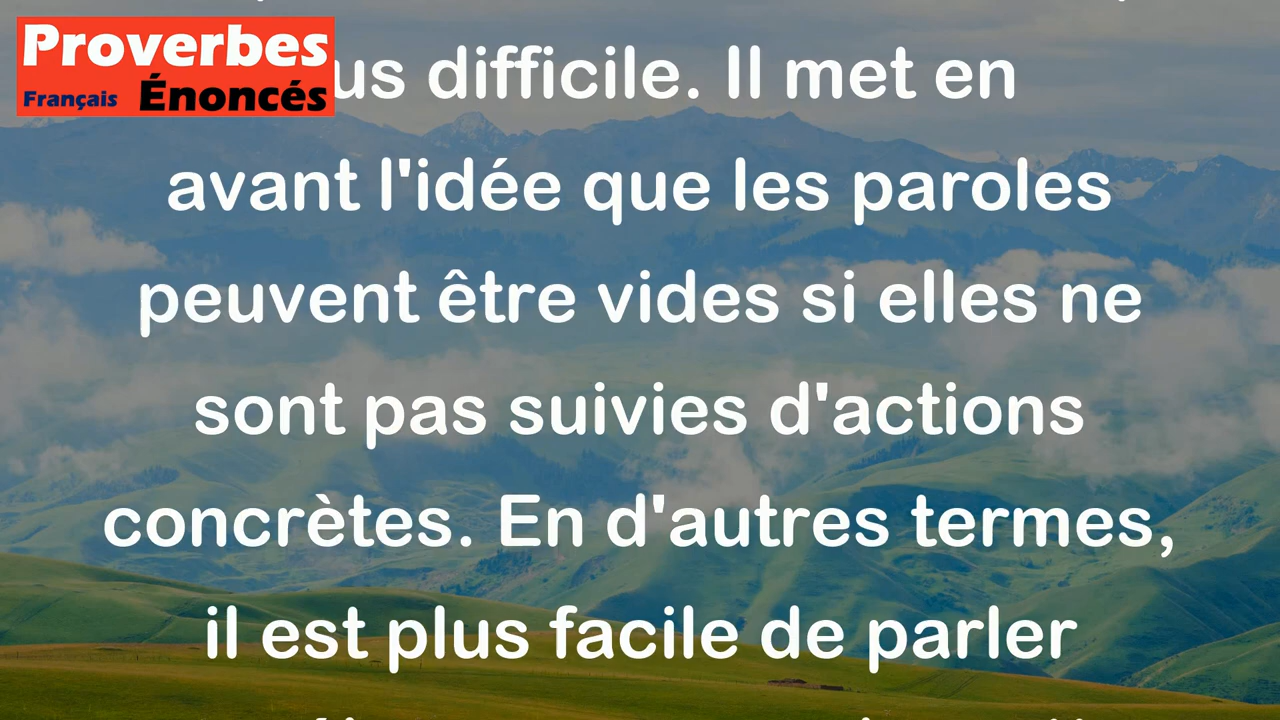 Proverbes
Français Énoncés
difficile. Il met en
avant l'idée que les paroles
peuvent être vides si elles ne
sont pas suivies d'actions
concrètes. En d'autres termes,
il est plus facile de parler